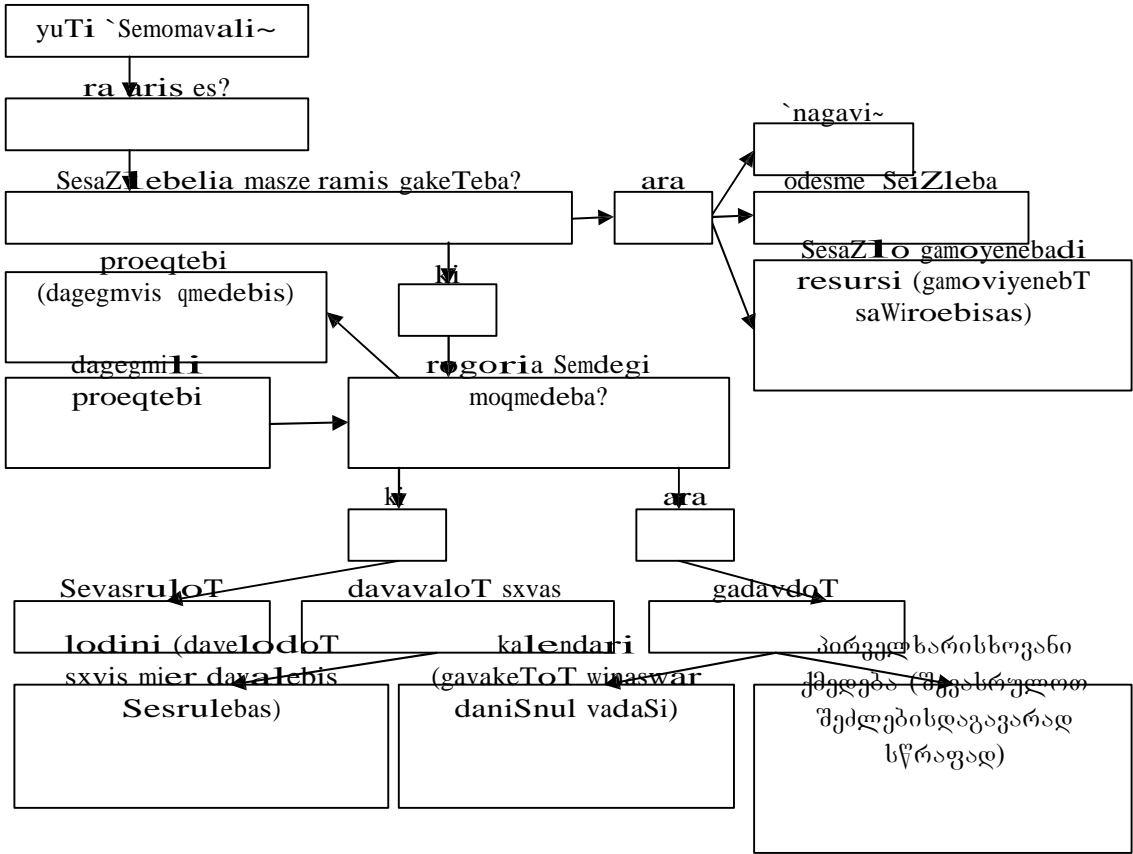 yuTi `Semomavali~
ra aris es?
SesaZlebelia masze ramis gakeTeba?
ara
`nagavi~
odesme SeiZleba
SesaZlo gamoyenebadi
resursi (gamoviyenebT
saWiroebisas)
ki
proeqtebi
(dagegmvis qmedebis)
dagegmili
proeqtebi
rogoria Semdegi
moqmedeba?
ki
ara
SevasruloT
davavaloT sxvas
gadavdoT
lodini (davelodoT
sxvis mier davalebis
Sesrulebas)
kalendari
(gavakeToT winaswar
daniSnul vadaSi)
პირველხარისხოვანი
ქმედება (შევასრულოთ
შეძლებისდაგავარად
სწრაფად)